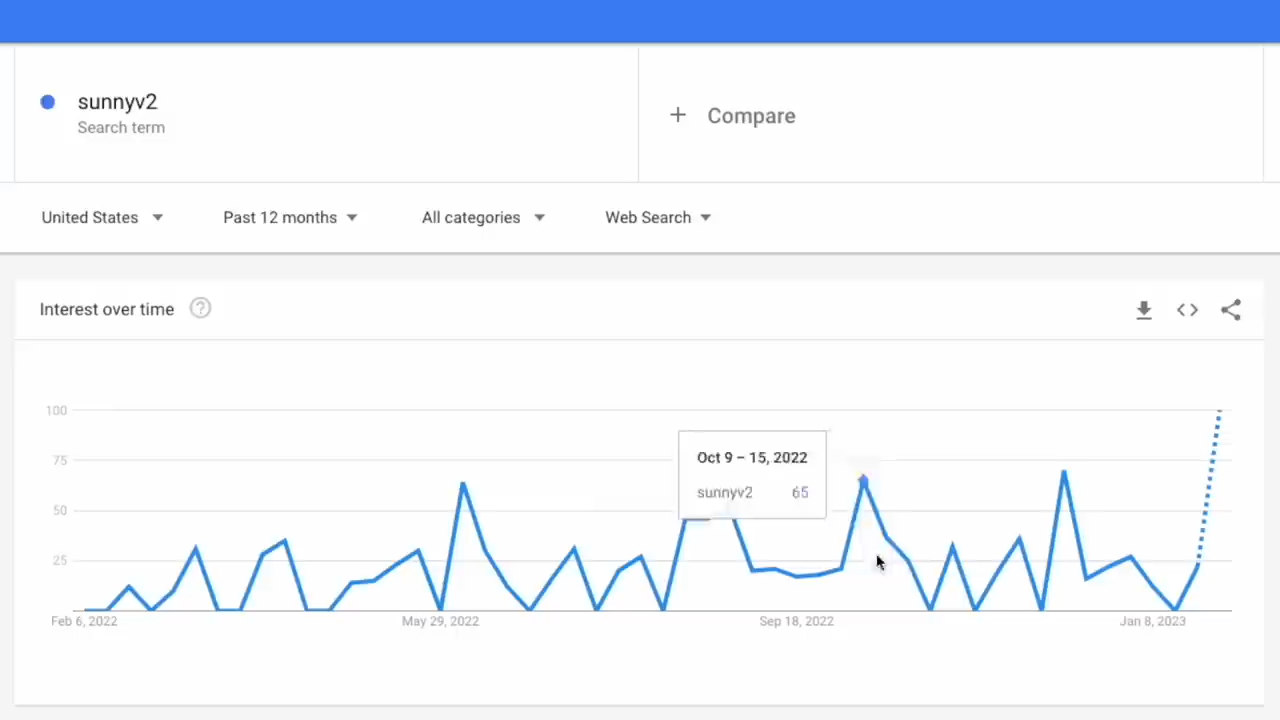 sunnyv2
Search term
+ Compare
United States
Past 12 months
All categories
Web Search
Interest over time ?
100
75
50
25
Oct 9 – 15, 2022
sunnyv2 65
Feb 6, 2022
May 29, 2022
Sep 18, 2022
Jan 8, 2023